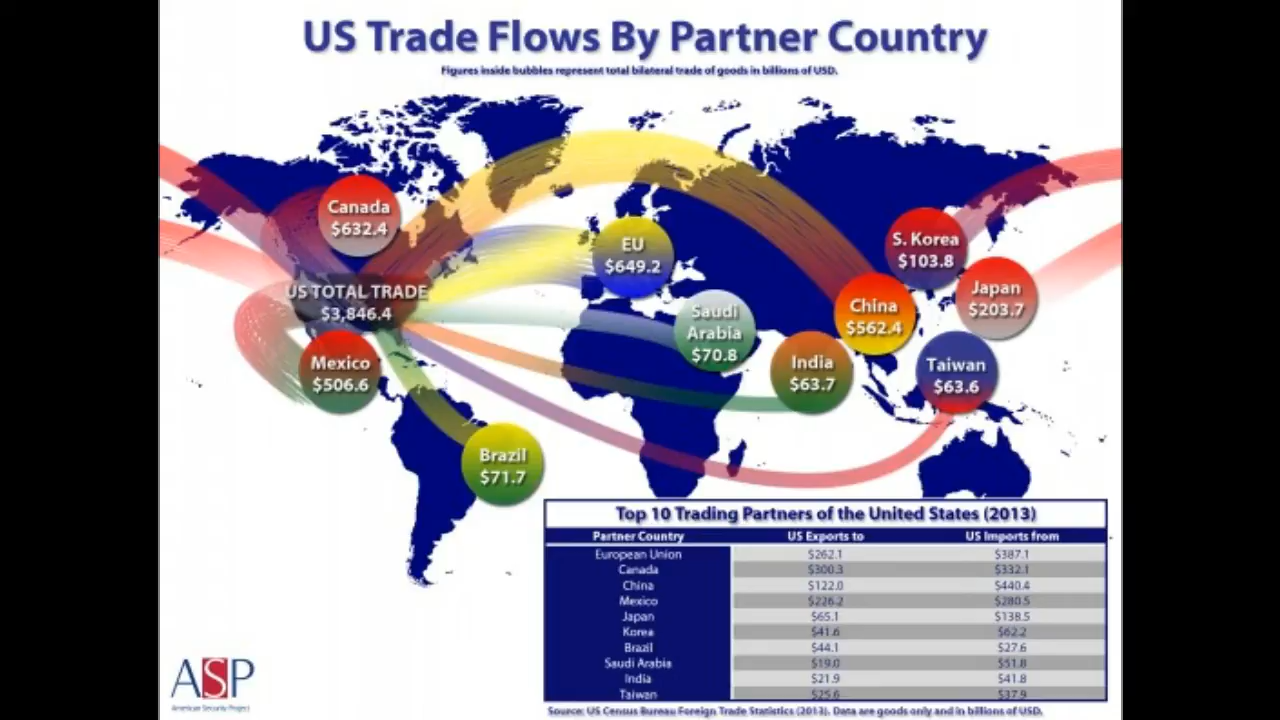 US Trade Flows By Partner Country
Figures inside bubbles represent total bilateral trade of goods in billions of USD.
Canada
$632.4
US TOTAL TRADE
$3,846.4
Mexico
$506.6
Brazil
$71.7
EU
$649.2
Saudi
Arabia
$70.8
India
$63.7
China
$562.4
S. Korea
$103.8
Japan
$203.7
Taiwan
$63.6
Top 10 Trading Partners of the United States (2013)
Partner Country US Exports to US Imports from
European Union $262.1 $387.1
Canada $300.3 $332.1
China $122.0 $440.4
Mexico $226.2 $280.5
Japan $65.1 $138.5
Korea $41.6 $62.2
Brazil $44.1 $27.6
Saudi Arabia $19.0 $51.8
India $21.9 $41.8
Taiwan $25.6 $37.9
Source: US Census Bureau Foreign Trade Statistics (2013). Data are goods only and in billions of USD.
ASP
American Security Project